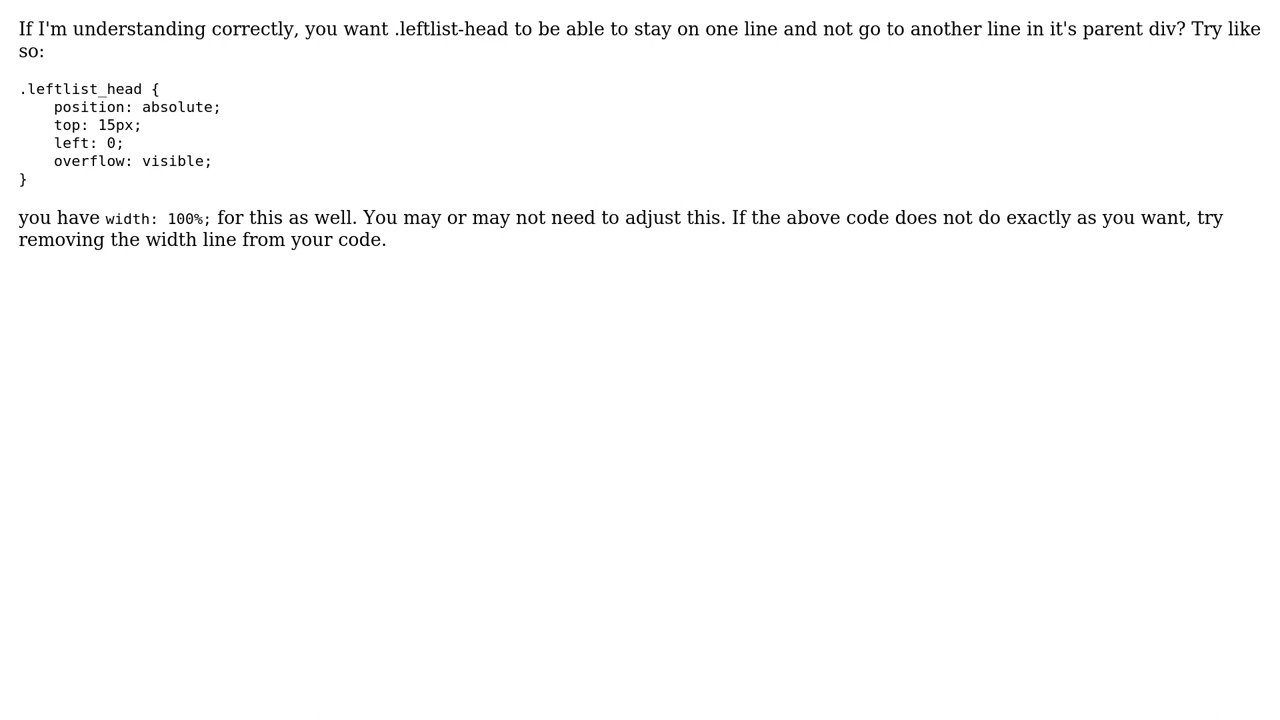 If I'm understanding correctly, you want .leftlist-head to be able to stay on one line and not go to another line in it's parent div? Try like
so:
.leftlist_head {
    position: absolute;
    top: 15px;
    left: 0;
    overflow: visible;
}
you have width: 100%; for this as well. You may or may not need to adjust this. If the above code does not do exactly as you want, try
removing the width line from your code.